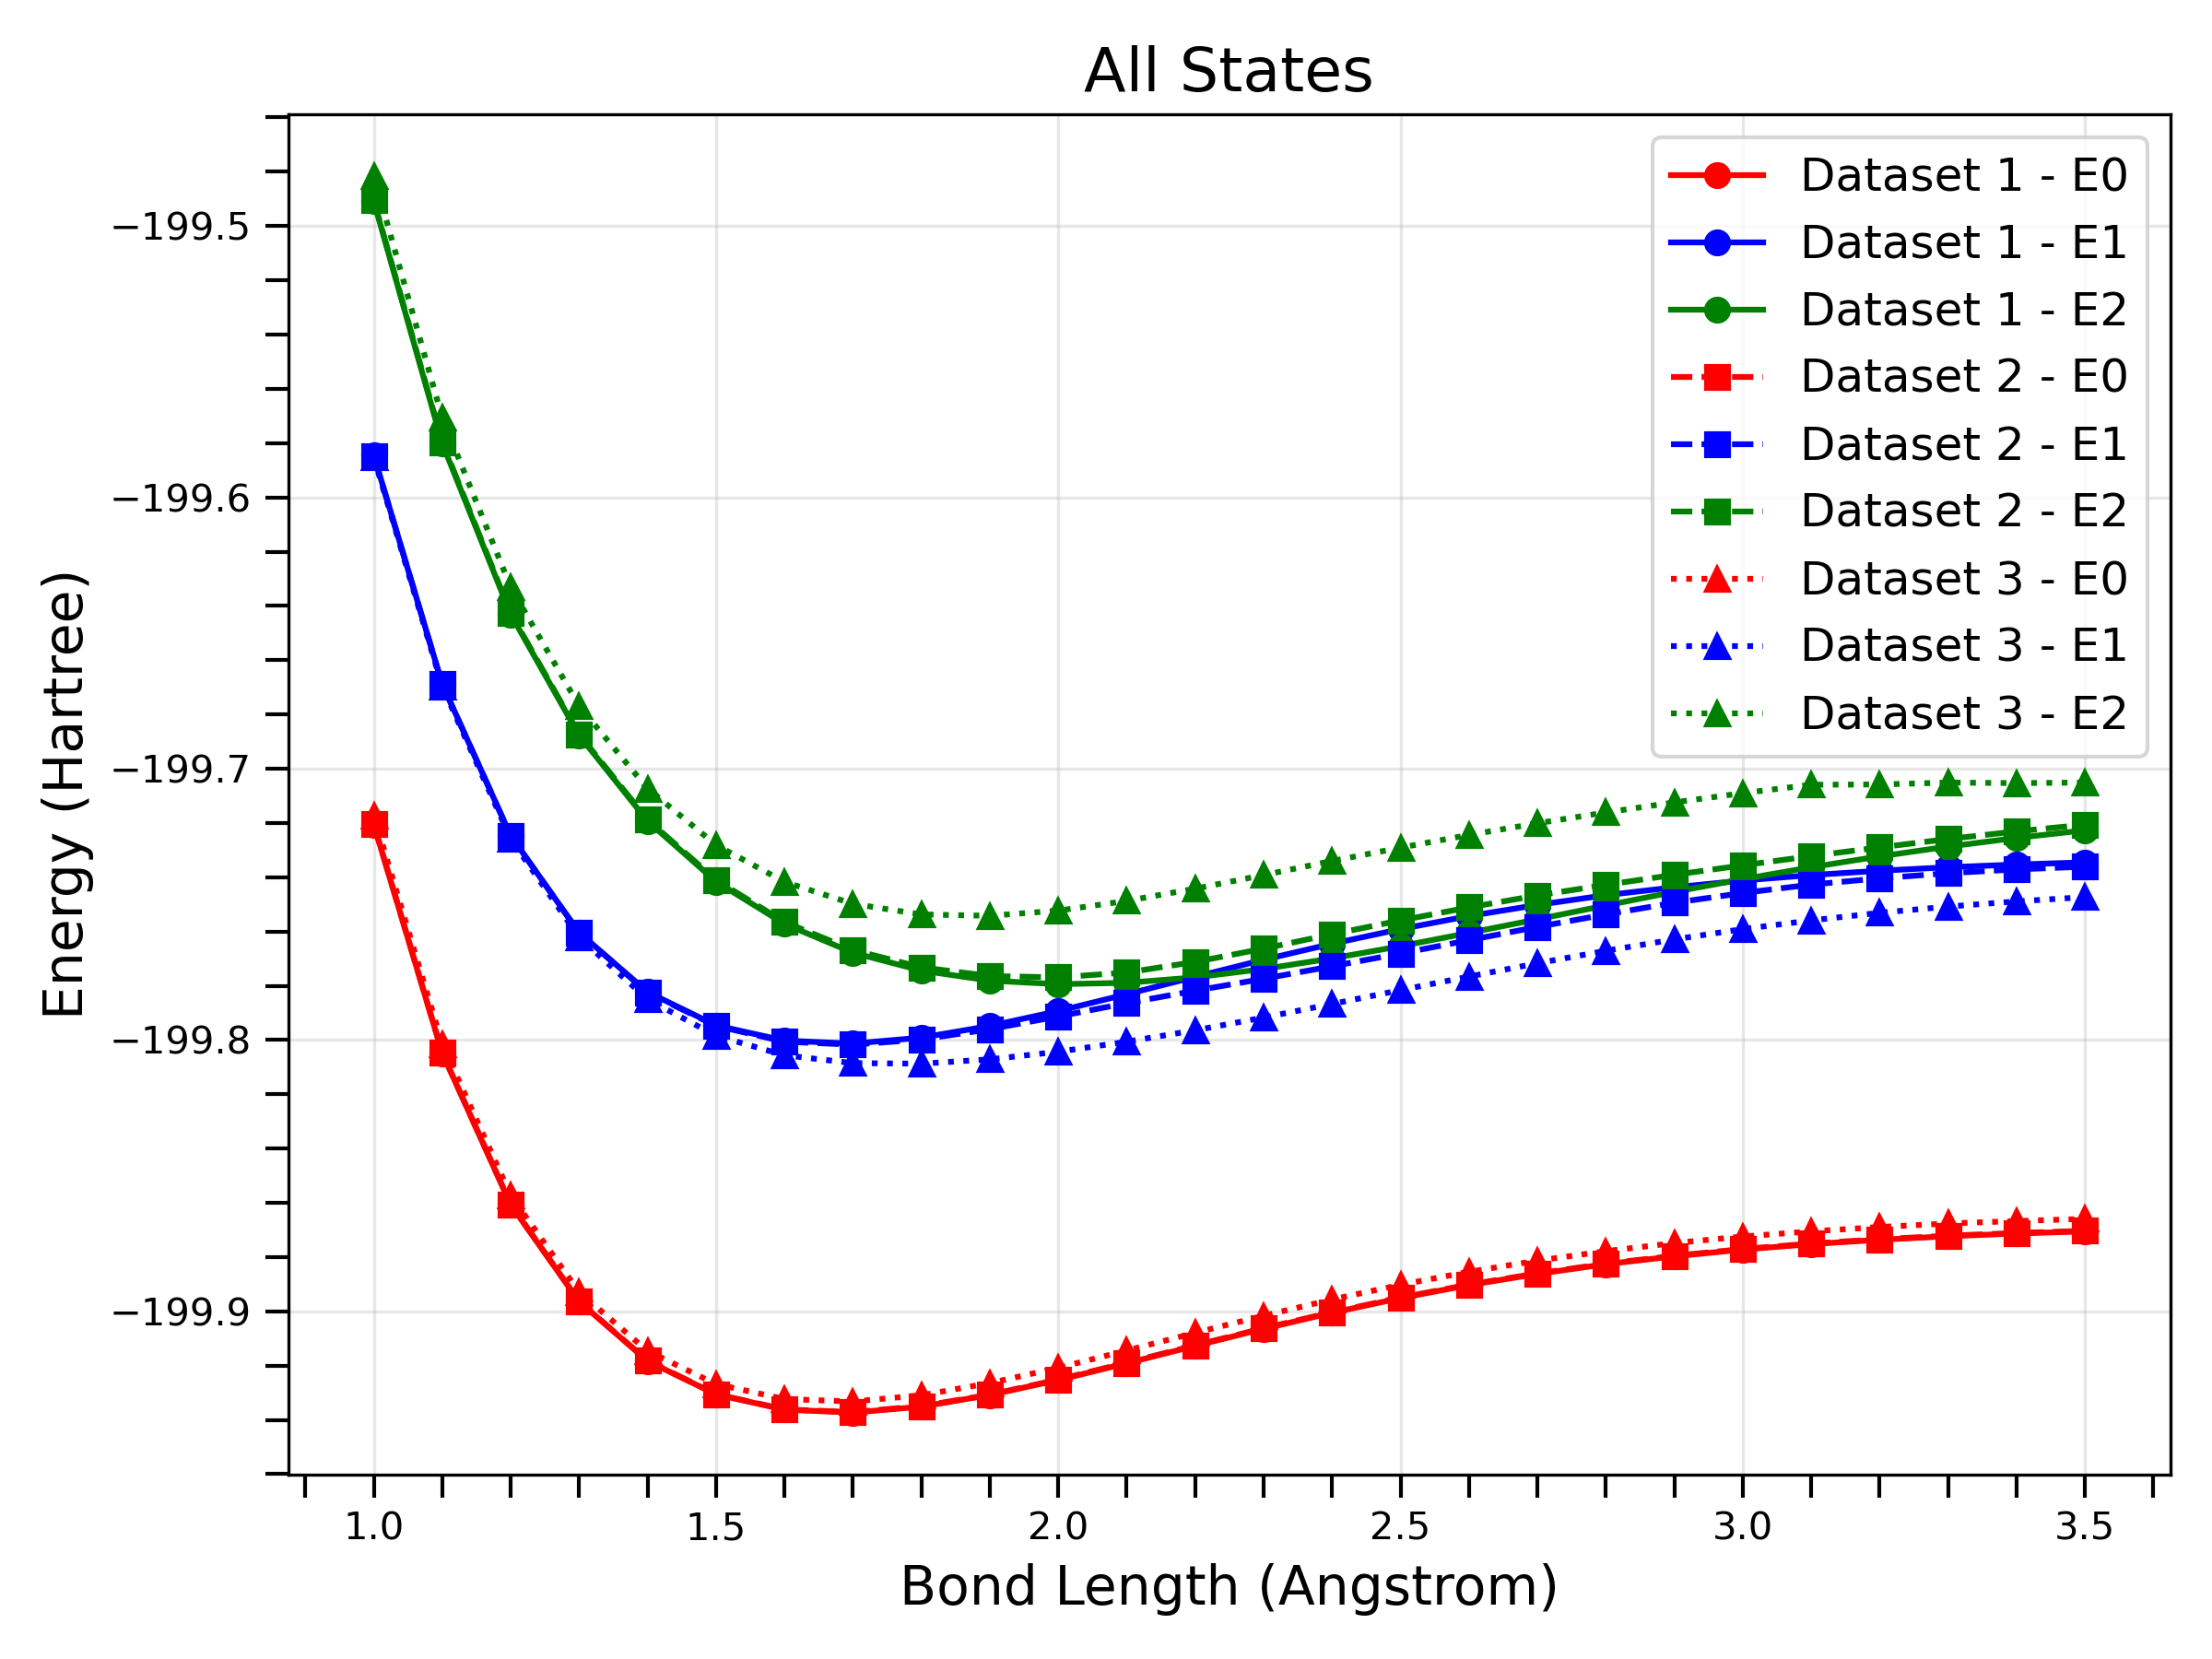 All States
Dataset 1 - E0
Dataset 1 - E1
Dataset 1 - E2
Dataset 2 - E0
Dataset 2 - E1
Dataset 2 - E2
Dataset 3 - E0
Dataset 3 - E1
Dataset 3 - E2
Energy (Hartree)
−199.5
−199.6
−199.7
−199.8
−199.9
1.0 1.5 2.0 2.5 3.0 3.5
Bond Length (Angstrom)